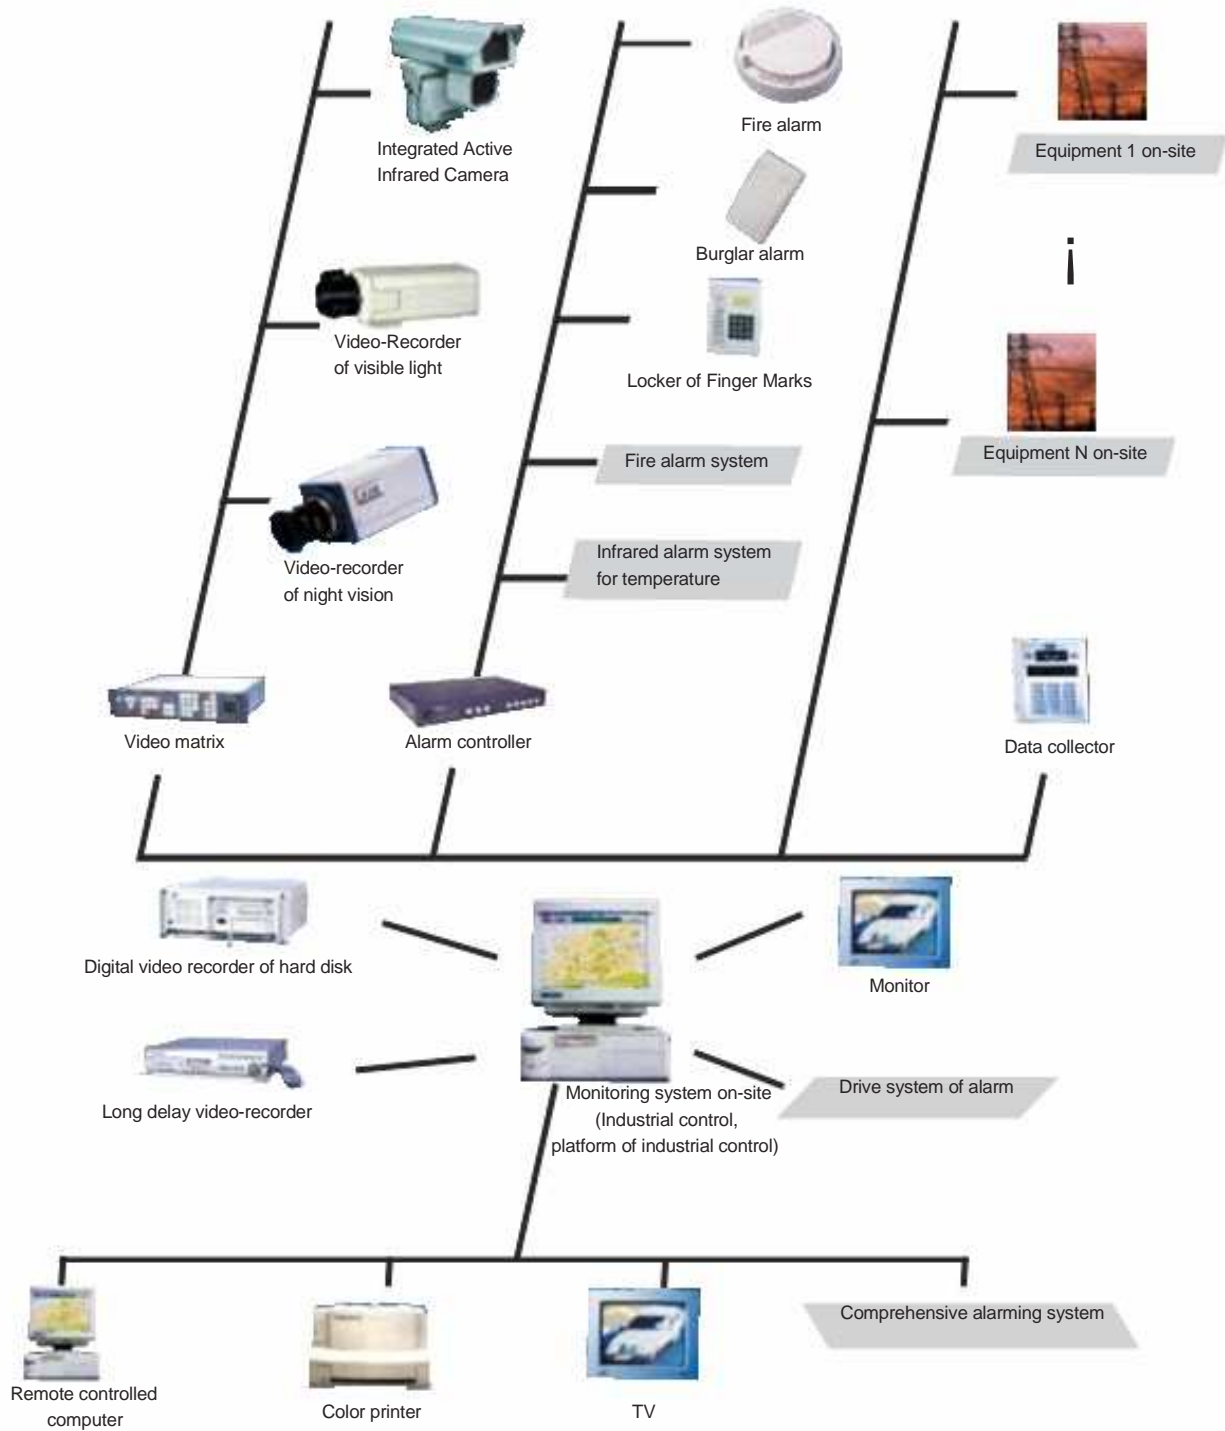 Integrated Active
Infrared Camera
Fire alarm
Equipment 1 on-site
Burglar alarm
¡
Video-Recorder
of visible light
Locker of Finger Marks
Equipment N on-site
Fire alarm system
Video-recorder
of night vision
Infrared alarm system
for temperature
Video matrix
Alarm controller
Data collector
Digital video recorder of hard disk
Monitor
Long delay video-recorder
Monitoring system on-site
(Industrial control,
platform of industrial control)
Drive system of alarm
Remote controlled
computer
Color printer
TV
Comprehensive alarming system